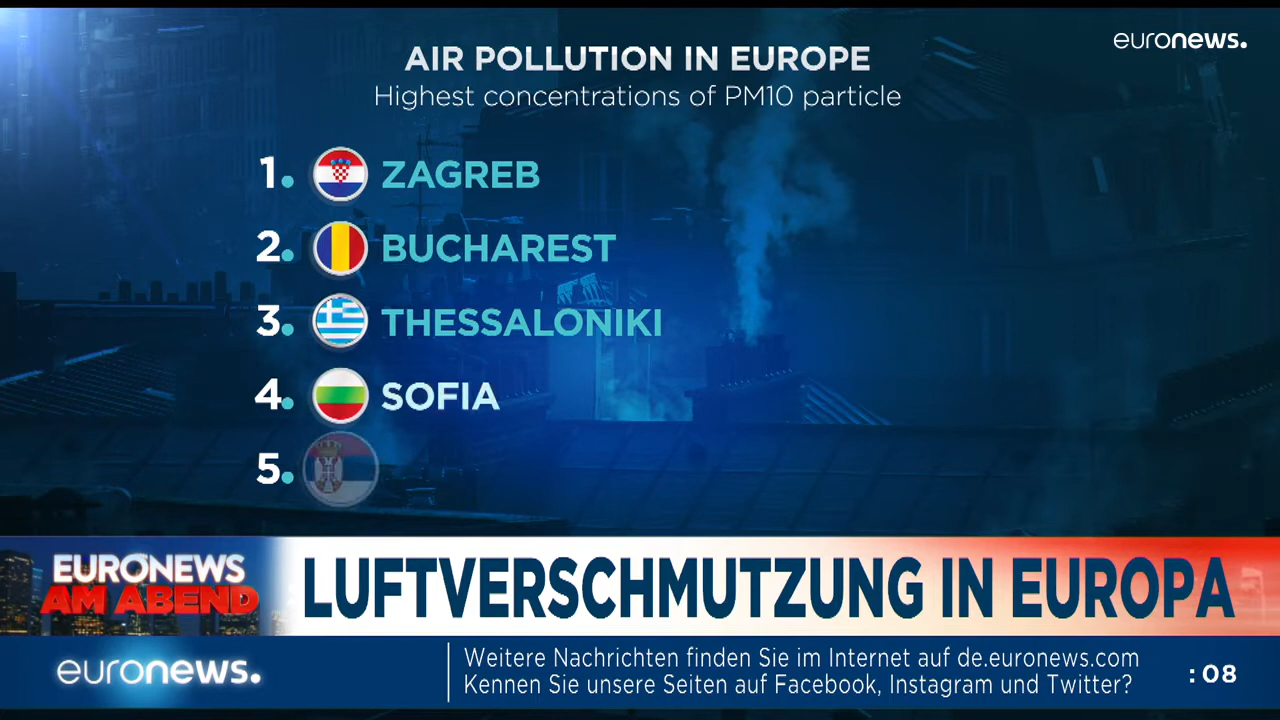 AIR POLLUTION IN EUROPE
euronews.
Highest concentrations of PM10 particle
1. ZAGREB
2. BUCHAREST
3. THESSALONIKI
4. SOFIA
5.
EURONEWS
AM ABEND
LUFTVERSCHMUTZUNG IN EUROPA
euronews.
Weitere Nachrichten finden Sie im Internet auf de.euronews.com
Kennen Sie unsere Seiten auf Facebook, Instagram und Twitter?
:08